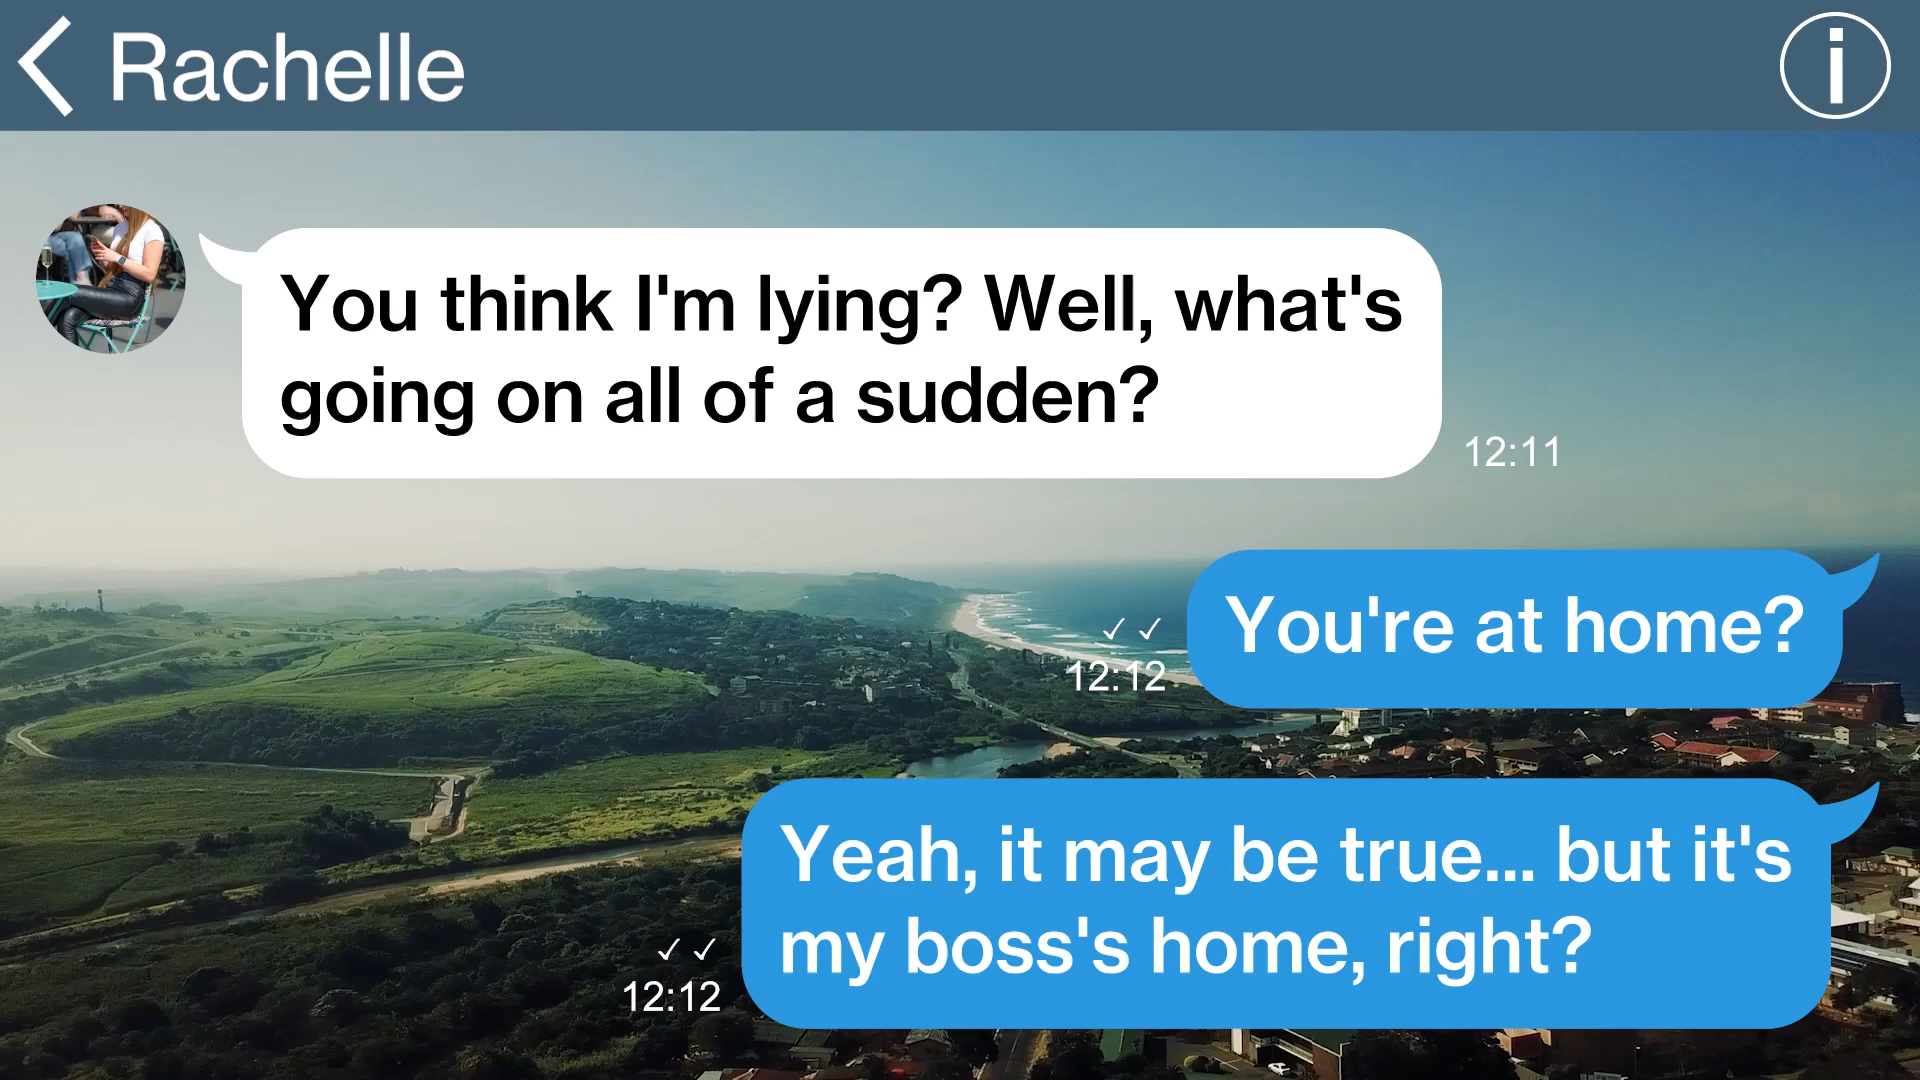 Rachelle
You think I'm lying? Well, what's
going on all of a sudden?
12:11
You're at home?
12:12
Yeah, it may be true... but it's
my boss's home, right?
12:12